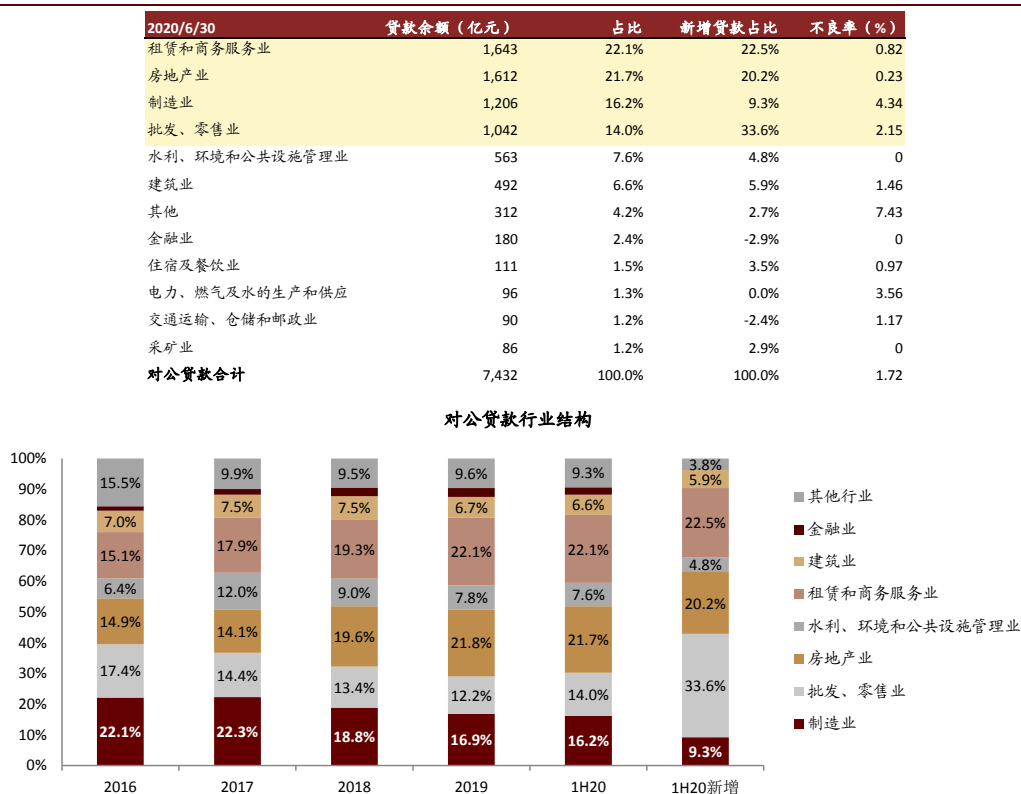 2020/6/30 贷款余额（亿元） 占比 新增贷款占比 不良率（%）
租赁和商务服务业 1,643 22.1% 22.5% 0.82
房地产业 1,612 21.7% 20.2% 0.23
制造业 1,206 16.2% 9.3% 4.34
批发、零售业 1,042 14.0% 33.6% 2.15
水利、环境和公共设施管理业 563 7.6% 4.8% 0
建筑业 492 6.6% 5.9% 1.46
其他 312 4.2% 2.7% 7.43
金融业 180 2.4% -2.9% 0
住宿及餐饮业 111 1.5% 3.5% 0.97
电力、燃气及水的生产和供应 96 1.3% 0.0% 3.56
交通运输、仓储和邮政业 90 1.2% -2.4% 1.17
采矿业 86 1.2% 2.9% 0
对公贷款合计 7,432 100.0% 100.0% 1.72
对公贷款行业结构
100%
90%
80%
70%
60%
50%
40%
30%
20%
10%
0%
15.5% 9.9% 9.5% 9.6% 9.3% 3.8%
7.0% 7.5% 7.5% 6.7% 6.6% 5.9%
15.1% 17.9% 19.3% 22.1% 22.1% 22.5%
6.4% 12.0% 9.0% 7.8% 7.6% 4.8%
14.9% 14.1% 19.6% 21.8% 21.7% 20.2%
17.4% 14.4% 13.4% 12.2% 14.0% 33.6%
22.1% 22.3% 18.8% 16.9% 16.2% 9.3%
2016 2017 2018 2019 1H20 1H20新增
其他行业
金融业
建筑业
租赁和商务服务业
水利、环境和公共设施管理业
房地产业
批发、零售业
制造业